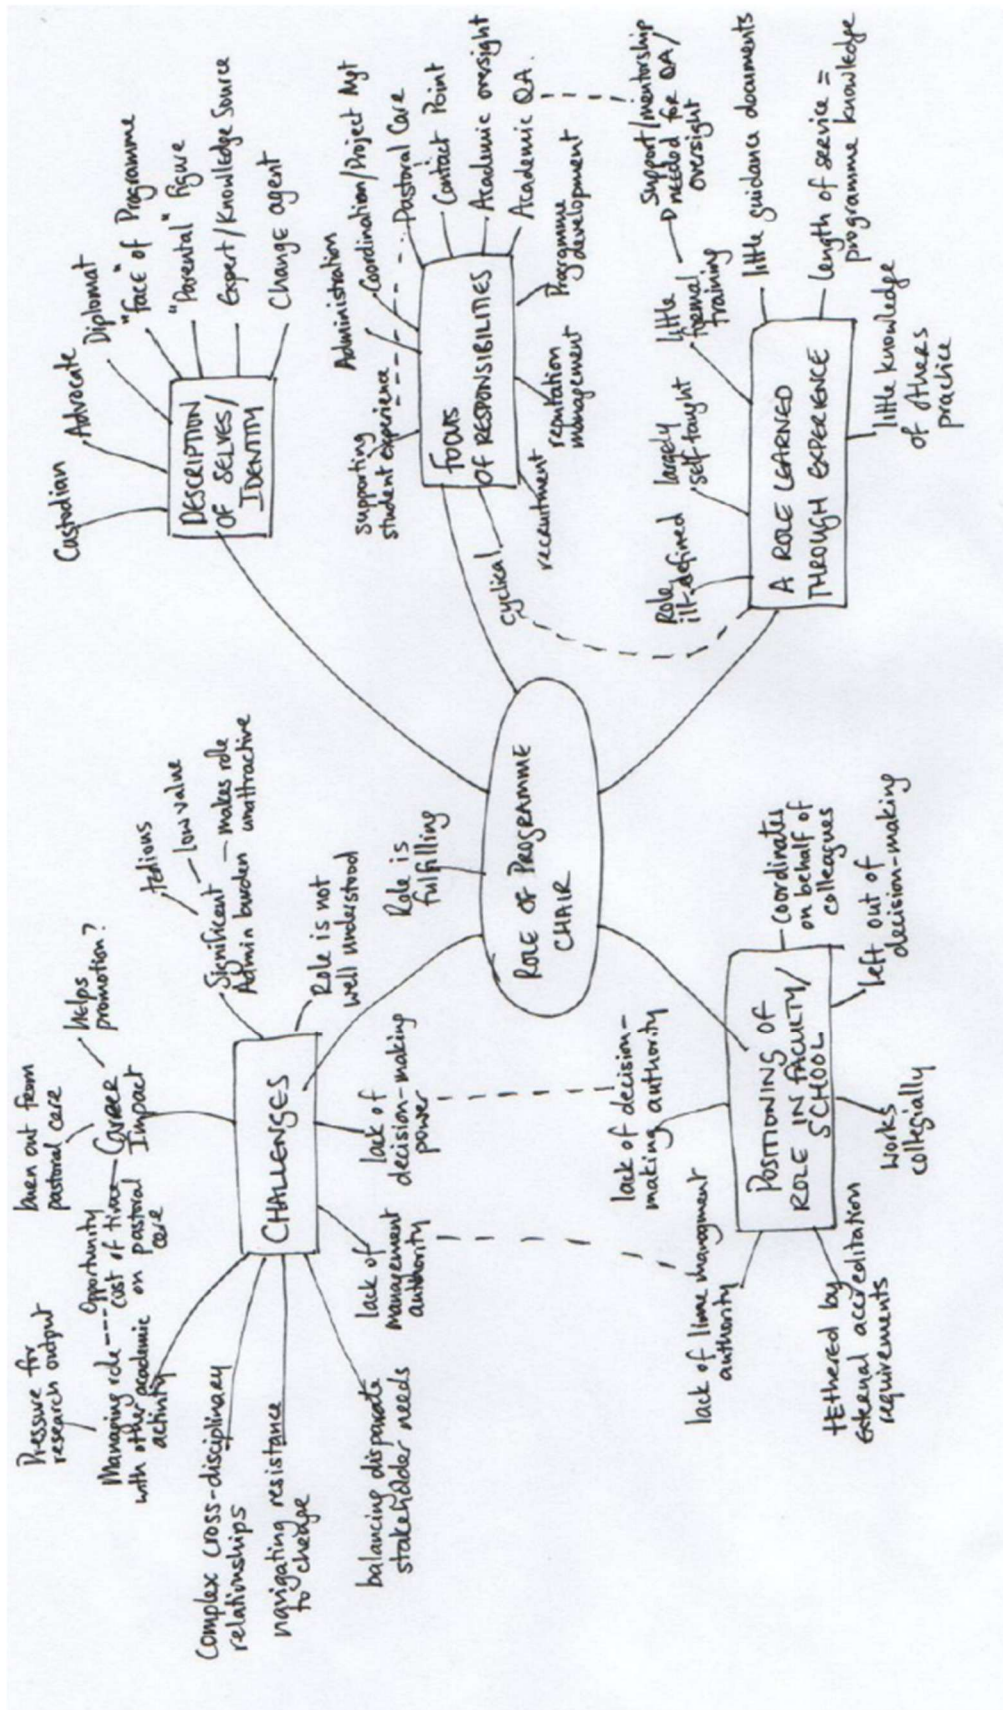 Pressure for
research output
Managing role
with other academic
activity
Opportunity
cost of time
on pastoral
care
burn out from
pastoral care
Career
Impact
helps
promotion?
tedious
Significant
Admin burden
low value
makes role
unattractive
Role is not
well understood
CHALLENGES
Complex cross-disciplinary
relationships
navigating resistance
to change
balancing disparate
stakeholder needs
lack of
management
authority
lack of
decision-making
power
Role is
fulfilling
ROLE OF PROGRAMME
CHAIR
Custodian
Advocate
Diplomat
"Face" of Programme
"Parental" figure
Expert/Knowledge Source
Change agent
DESCRIPTION
OF SELVES/
IDENTITY
Supporting
student experience
Administration
Coordination/Project Mgt
Pastoral Care
Contact Point
Academic oversight
Academic QA.
Programme
development
reputation
management
recruitment
FOCUS
OF RESPONSIBILITIES
cyclical
Role
ill-defined
largely
self taught
little
formal
training
Support/mentorship
needed for QA/
oversight
little guidance documents
Length of service =
programme knowledge
little knowledge
of others
practice
A ROLE LEARNED
THROUGH EXPERIENCE
lack of line managment
authority
lack of decision-
making authority
POSITIONING OF
ROLE IN FACULTY/
SCHOOL
coordinates
on behalf of
colleagues
Left out of
decision-making
Works
collegially
tethered by
external accreditation
requirements